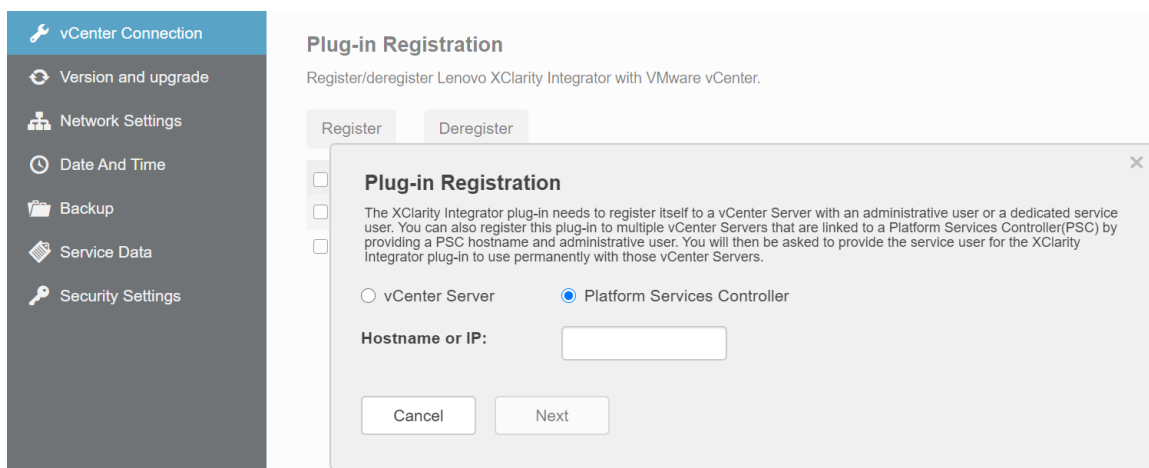 vCenter Connection
Version and upgrade
Network Settings
Date And Time
Backup
Service Data
Security Settings
Plug-in Registration
Register/deregister Lenovo XClarity Integrator with VMware vCenter.
Register Deregister
Plug-in Registration
The XClarity Integrator plug-in needs to register itself to a vCenter Server with an administrative user or a dedicated service
user. You can also register this plug-in to multiple vCenter Servers that are linked to a Platform Services Controller(PSC) by
providing a PSC hostname and administrative user. You will then be asked to provide the service user for the XClarity
Integrator plug-in to use permanently with those vCenter Servers.
vCenter Server Platform Services Controller
Hostname or IP:
Cancel Next